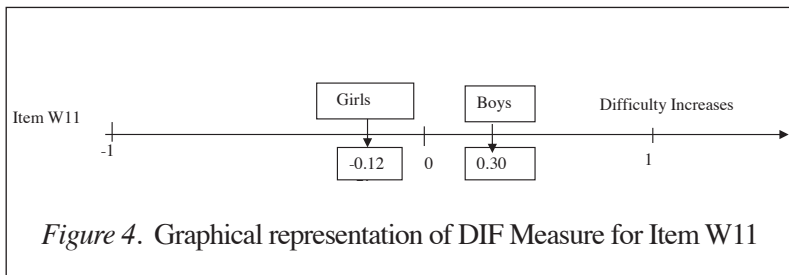 Girls
Boys
Difficulty Increases
Item W11
-1
-0.12
0
0.30
1
Figure 4. Graphical representation of DIF Measure for Item W11